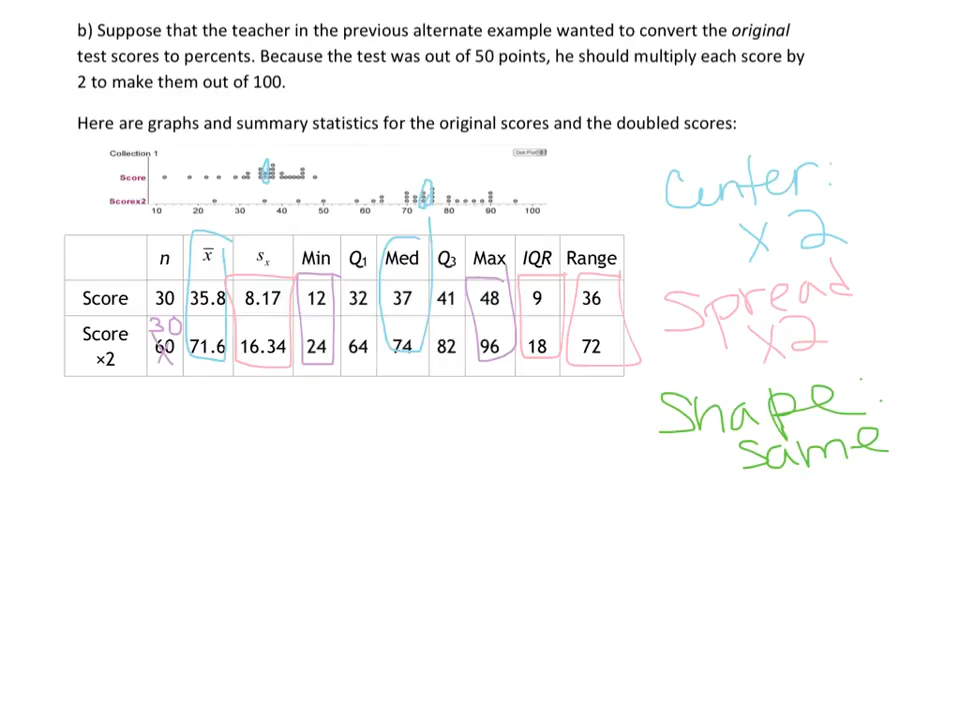 b) Suppose that the teacher in the previous alternate example wanted to convert the original
test scores to percents. Because the test was out of 50 points, he should multiply each score by
2 to make them out of 100.
Here are graphs and summary statistics for the original scores and the doubled scores:
Collection 1
Dot Plot
Score
Scorex2
10 20 30 40 50 60 70 80 90 100
n x̅ sₓ Min Q₁ Med Q₃ Max IQR Range
Score 30 35.8 8.17 12 32 37 41 48 9 36
30
Score
×2 60 71.6 16.34 24 64 74 82 96 18 72
Center:
x 2
Spread
x2
Shape:
same